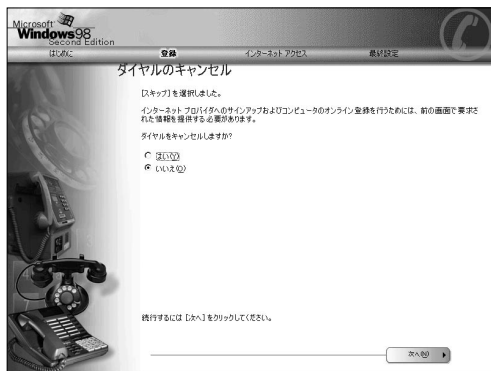 Microsoft
Windows98
Second Edition
はじめに 登録 インターネット アクセス 最終設定
ダイヤルのキャンセル
[スキップ] を選択しました。
インターネット プロバイダへのサインアップおよびコンピュータのオンライン登録を行うためには、前の画面で要求さ
れた情報を提供する必要があります。
ダイヤルをキャンセルしますか?
はい(Y)
いいえ(O)
続行するには [次へ] をクリックしてください。
次へ(N)